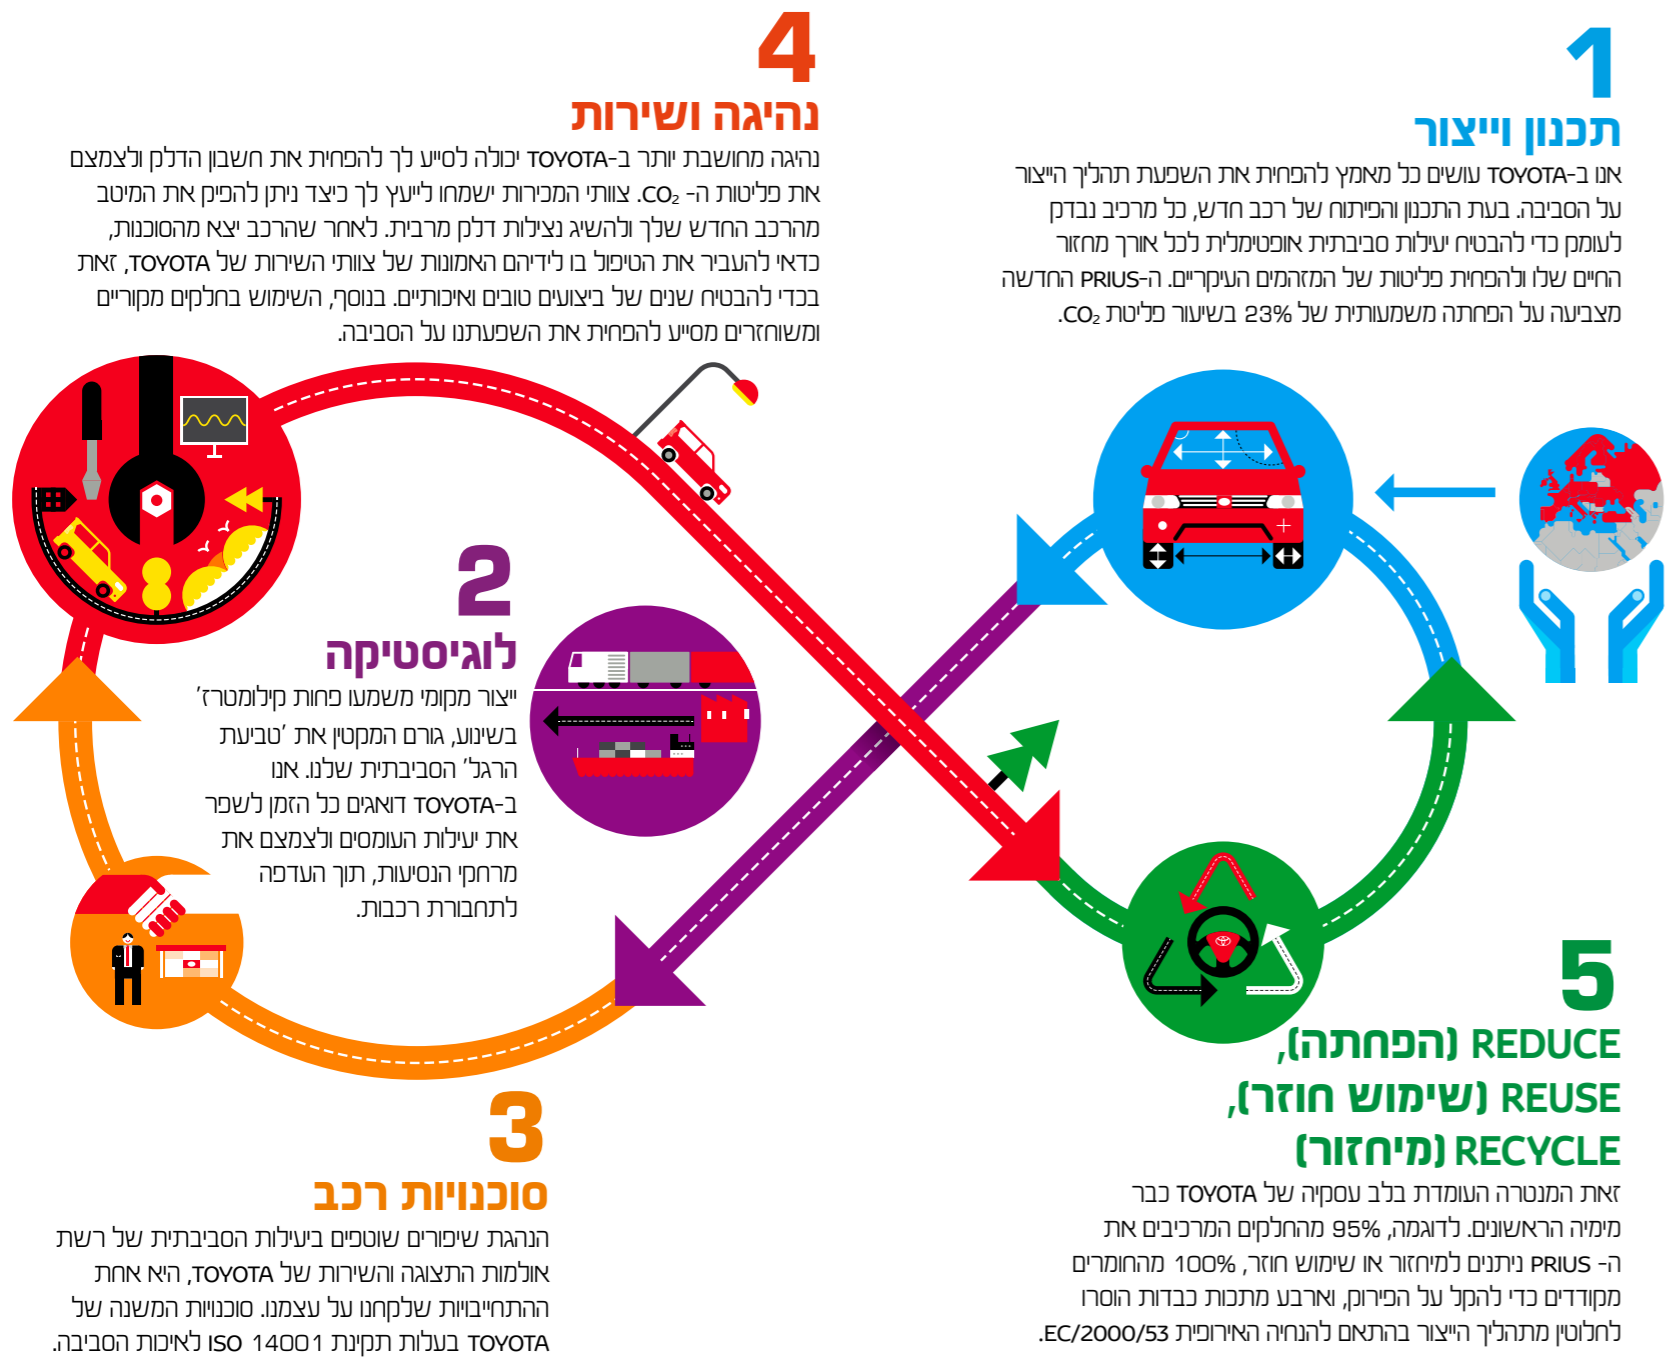 1
תכנון וייצור
אנו ב-TOYOTA עושים כל מאמץ להפחית את השפעת תהליך הייצור
על הסביבה. בעת התכנון והפיתוח של רכב חדש, כל מרכיב נבדק
לעומק כדי להבטיח יעילות סביבתית אופטימלית לכל אורך מחזור
החיים שלו ולהפחית פליטות של המזהמים העיקריים. ה-PRIUS החדשה
מצביעה על הפחתה משמעותית של 23% בשיעור פליטת CO₂.
2
לוגיסטיקה
ייצור מקומי משמעו פחות קילומטרז'
בשינוע, גורם המקטין את 'טביעת
הרגל' הסביבתית שלנו. אנו
ב-TOYOTA דואגים כל הזמן לשפר
את יעילות העומסים ולצמצם את
מרחקי הנסיעות, תוך העדפה
לתחבורת רכבות.
3
סוכנויות רכב
הנהגת שיפורים שוטפים ביעילות הסביבתית של רשת
אולמות התצוגה והשירות של TOYOTA, היא אחת
ההתחייבויות שלקחנו על עצמנו. סוכנויות המשנה של
TOYOTA בעלות תקינת ISO 14001 לאיכות הסביבה.
4
נהיגה ושירות
נהיגה מחושבת יותר ב-TOYOTA יכולה לסייע לך להפחית את חשבון הדלק ולצמצם
את פליטות ה- CO₂. צוותי המכירות ישמחו לייעץ לך כיצד ניתן להפיק את המיטב
מהרכב החדש שלך ולהשיג נצילות דלק מרבית. לאחר שהרכב יצא מהסוכנות,
כדאי להעביר את הטיפול בו לידיהם האמונות של צוותי השירות של TOYOTA, זאת
בכדי להבטיח שנים של ביצועים טובים ואיכותיים. בנוסף, השימוש בחלקים מקוריים
ומשוחזרים מסייע להפחית את השפעתנו על הסביבה.
5
REDUCE (הפחתה),
REUSE (שימוש חוזר),
RECYCLE (מיחזור)
זאת המנטרה העומדת בלב עסקיה של TOYOTA כבר
מימיה הראשונים. לדוגמה, 95% מהחלקים המרכיבים את
ה- PRIUS ניתנים למיחזור או שימוש חוזר, 100% מהחומרים
מקודדים כדי להקל על הפירוק, וארבע מתכות כבדות הוסרו
לחלוטין מתהליך הייצור בהתאם להנחיה האירופית EC/2000/53.